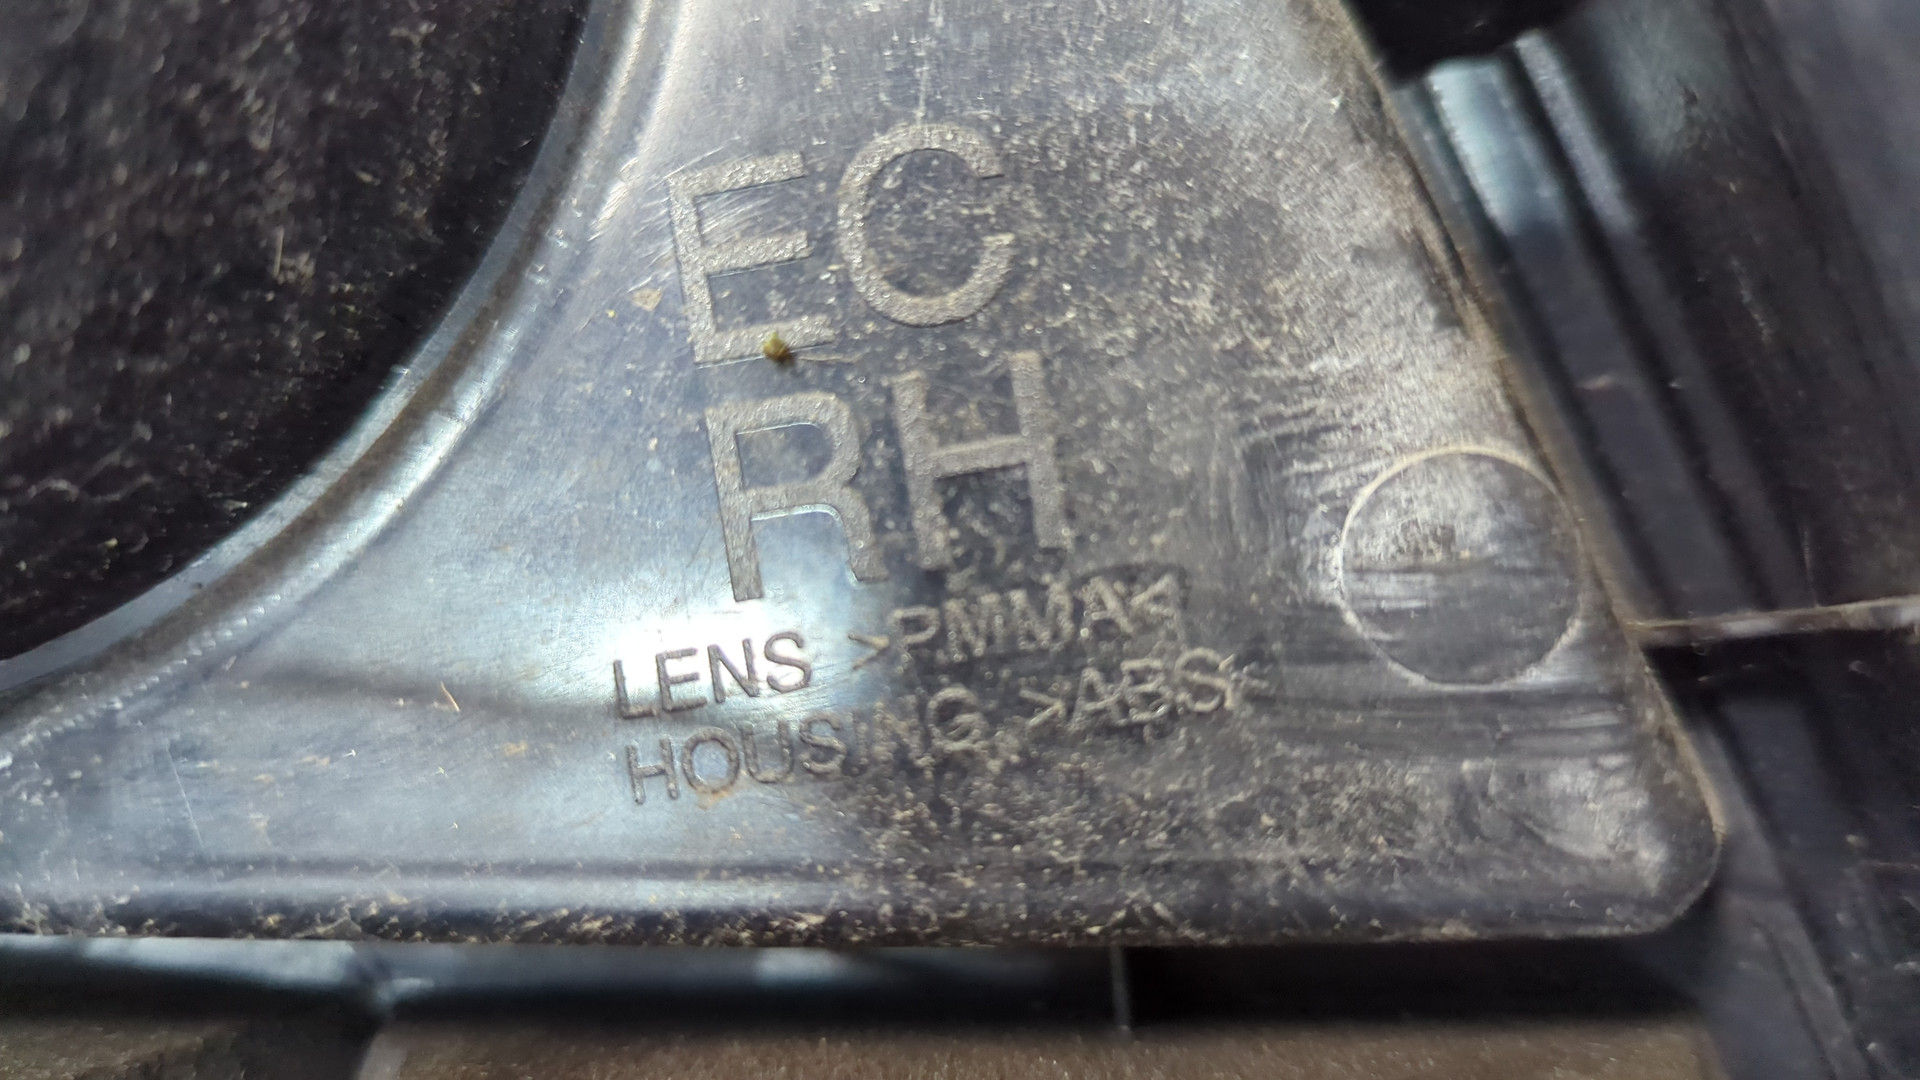 EC
RH
LENS >PMMA<
HOUSING >ABS<